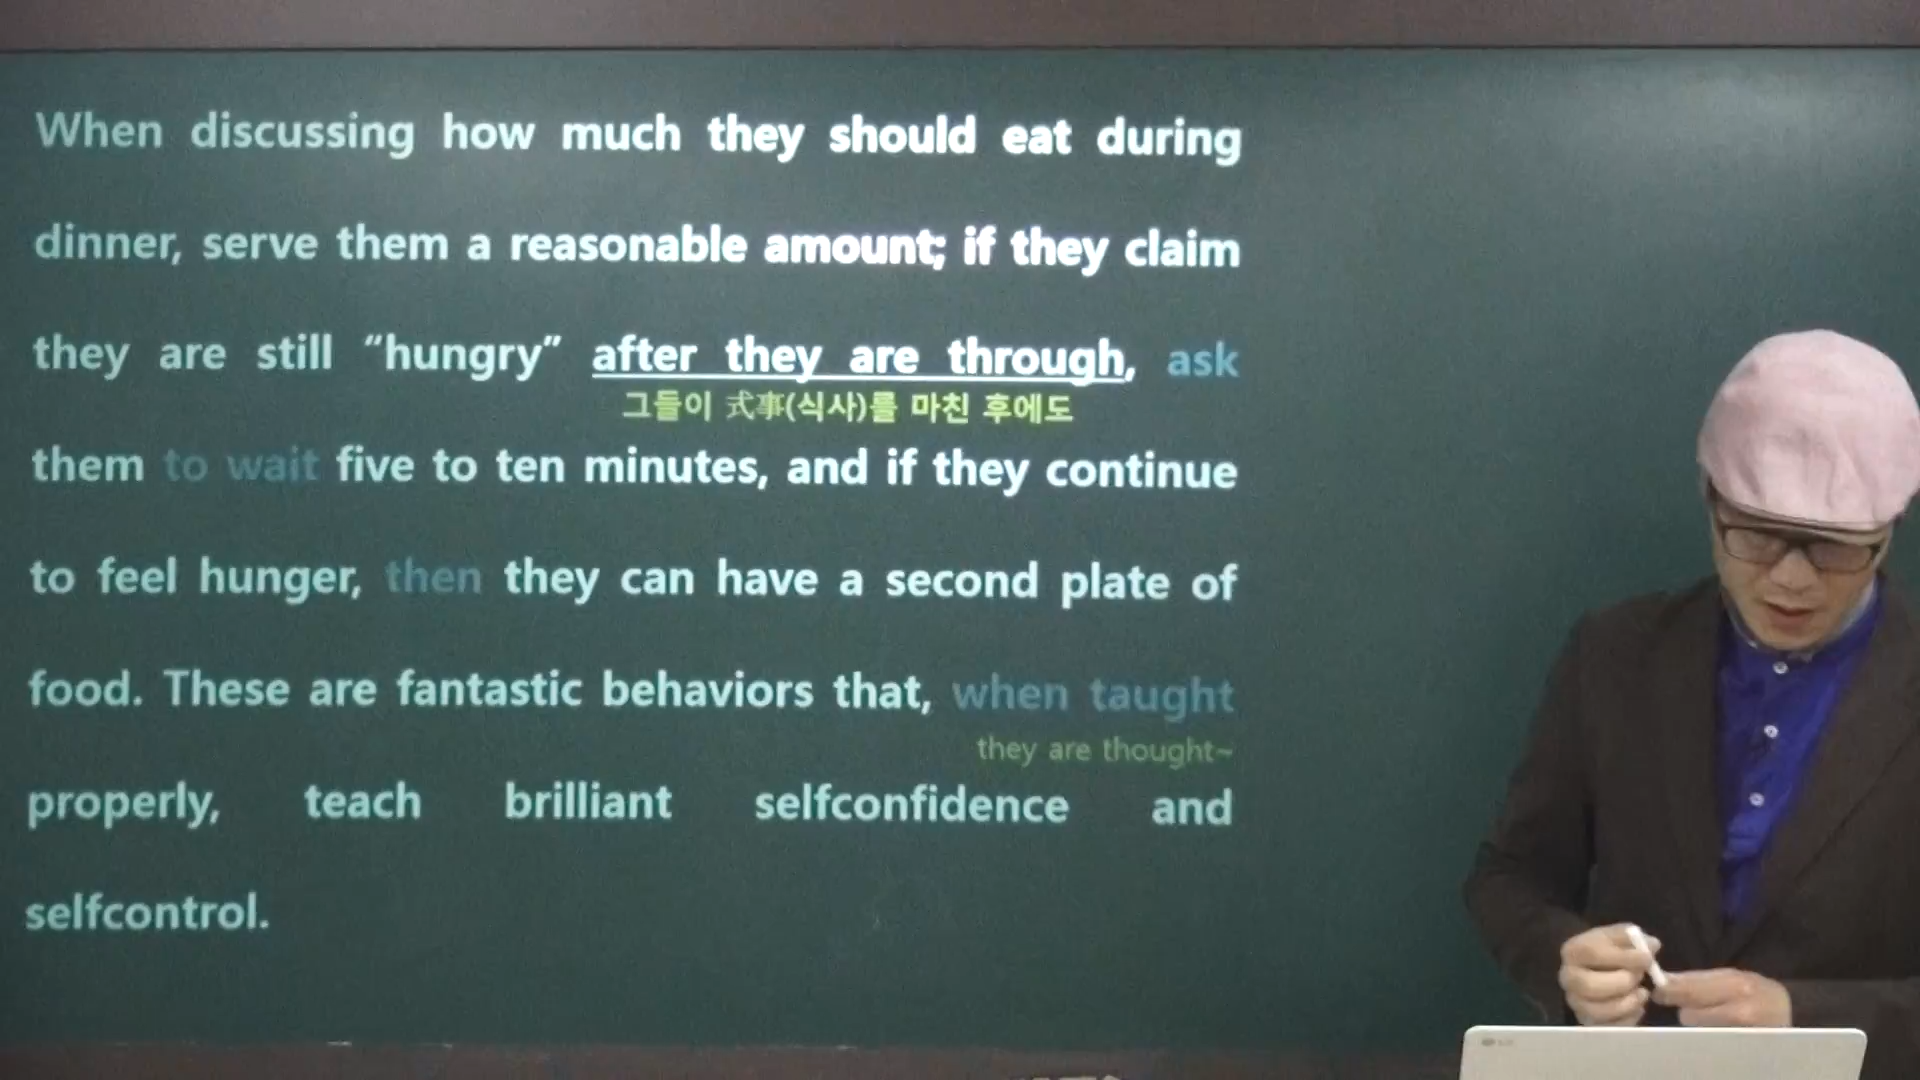 When discussing how much they should eat during
dinner, serve them a reasonable amount; if they claim
they are still “hungry” after they are through, ask
그들이 式事(식사)를 마친 후에도
them to wait five to ten minutes, and if they continue
to feel hunger, then they can have a second plate of
food. These are fantastic behaviors that, when taught
they are thought~
properly, teach brilliant selfconfidence and
selfcontrol.
LG